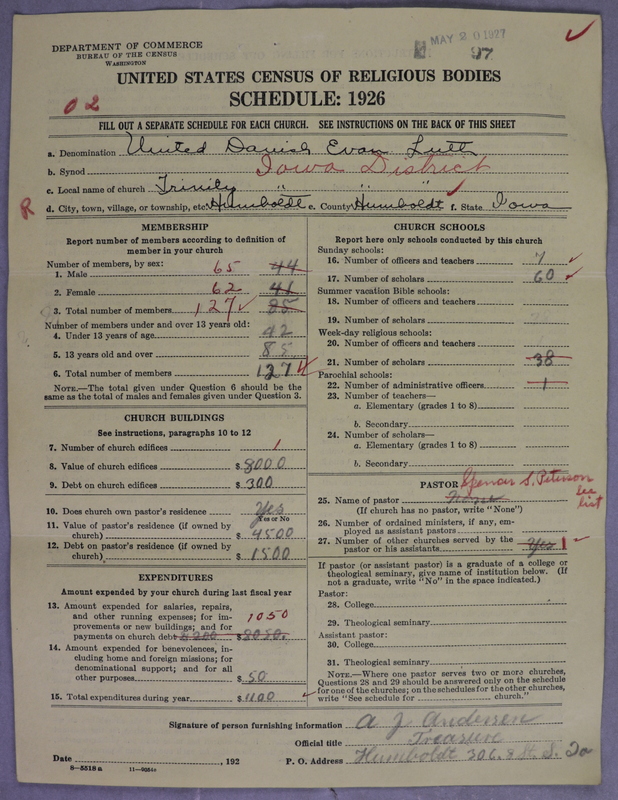 MAY 20 1927
97
DEPARTMENT OF COMMERCE
BUREAU OF THE CENSUS
WASHINGTON
UNITED STATES CENSUS OF RELIGIOUS BODIES
SCHEDULE: 1926
02
FILL OUT A SEPARATE SCHEDULE FOR EACH CHURCH. SEE INSTRUCTIONS ON THE BACK OF THIS SHEET
a. Denomination United Danish Evan Luth
b. Synod Iowa District
c. Local name of church Trinity " " "
R d. City, town, village, or township, etc. Humboldt e. County Humboldt f. State Iowa
MEMBERSHIP
Report number of members according to definition of
member in your church
Number of members, by sex:
1. Male 65 44
2. Female 62 41
3. Total number of members 127 85
Number of members under and over 13 years old:
4. Under 13 years of age 42
5. 13 years old and over 85
6. Total number of members 127
NOTE.—The total given under Question 6 should be the
same as the total of males and females given under Question 3.
CHURCH BUILDINGS
See instructions, paragraphs 10 to 12
7. Number of church edifices 1
8. Value of church edifices $ 8000
9. Debt on church edifices $ 300
10. Does church own pastor's residence Yes
Yes or No
11. Value of pastor's residence (if owned by
church) $ 4500
12. Debt on pastor's residence (if owned by
church) $ 1500
EXPENDITURES
Amount expended by your church during last fiscal year
13. Amount expended for salaries, repairs,
and other running expenses; for im-
provements or new buildings; and for 1050
payments on church debt $
14. Amount expended for benevolences, in-
cluding home and foreign missions; for
denominational support; and for all
other purposes $ 50
15. Total expenditures during year $ 1100
CHURCH SCHOOLS
Report here only schools conducted by this church
Sunday schools:
16. Number of officers and teachers 7
17. Number of scholars 60
Summer vacation Bible schools:
18. Number of officers and teachers
19. Number of scholars
Week-day religious schools:
20. Number of officers and teachers
21. Number of scholars 38
Parochial schools:
22. Number of administrative officers 1
23. Number of teachers—
a. Elementary (grades 1 to 8)
b. Secondary
24. Number of scholars—
a. Elementary (grades 1 to 8)
b. Secondary
PASTOR Spencer S. Peterson
see
list
25. Name of pastor None
(If church has no pastor, write "None")
26. Number of ordained ministers, if any, em-
ployed as assistant pastors
27. Number of other churches served by the
pastor or his assistants Yes 1
If pastor (or assistant pastor) is a graduate of a college or
theological seminary, give name of institution below. (If
not a graduate, write "No" in the space indicated.)
Pastor:
28. College
29. Theological seminary
Assistant pastor:
30. College
31. Theological seminary
NOTE.—Where one pastor serves two or more churches,
Questions 28 and 29 should be answered only on the schedule
for one of the churches; on the schedules for the other churches,
write "See schedule for church."
Signature of person furnishing information A J Andersen
Official title Treasure
Date , 192 P. O. Address Humboldt 306. 8 St. S. Ia
8-5518 a